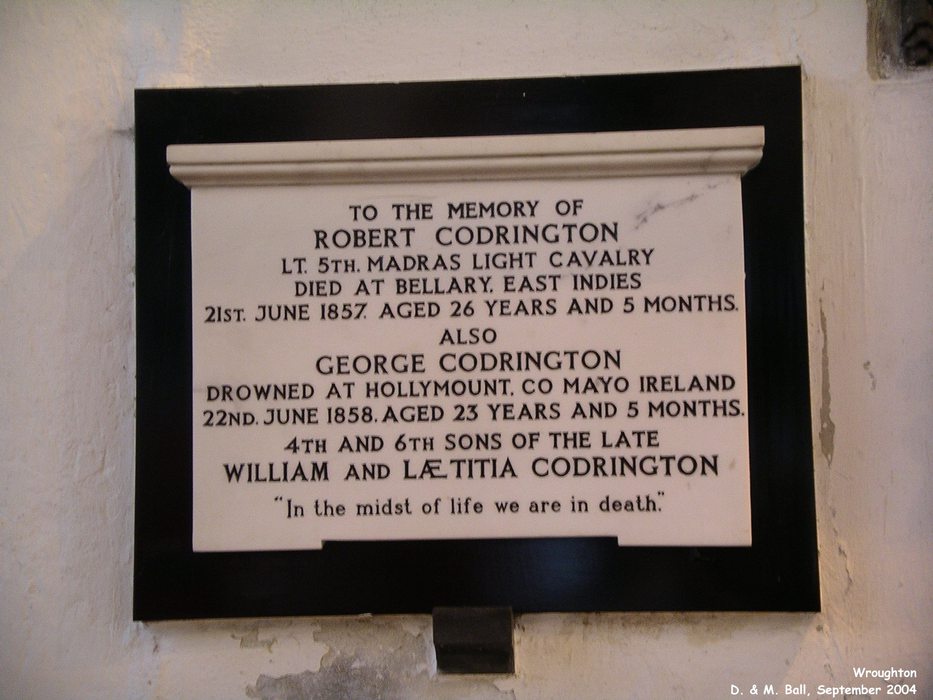 TO THE MEMORY OF
ROBERT CODRINGTON
LT. 5TH. MADRAS LIGHT CAVALRY
DIED AT BELLARY. EAST INDIES
21ST. JUNE 1857. AGED 26 YEARS AND 5 MONTHS.
ALSO
GEORGE CODRINGTON
DROWNED AT HOLLYMOUNT. CO MAYO IRELAND
22ND. JUNE 1858. AGED 23 YEARS AND 5 MONTHS.
4TH AND 6TH SONS OF THE LATE
WILLIAM AND LÆTITIA CODRINGTON
"In the midst of life we are in death."
Wroughton
D. & M. Ball, September 2004